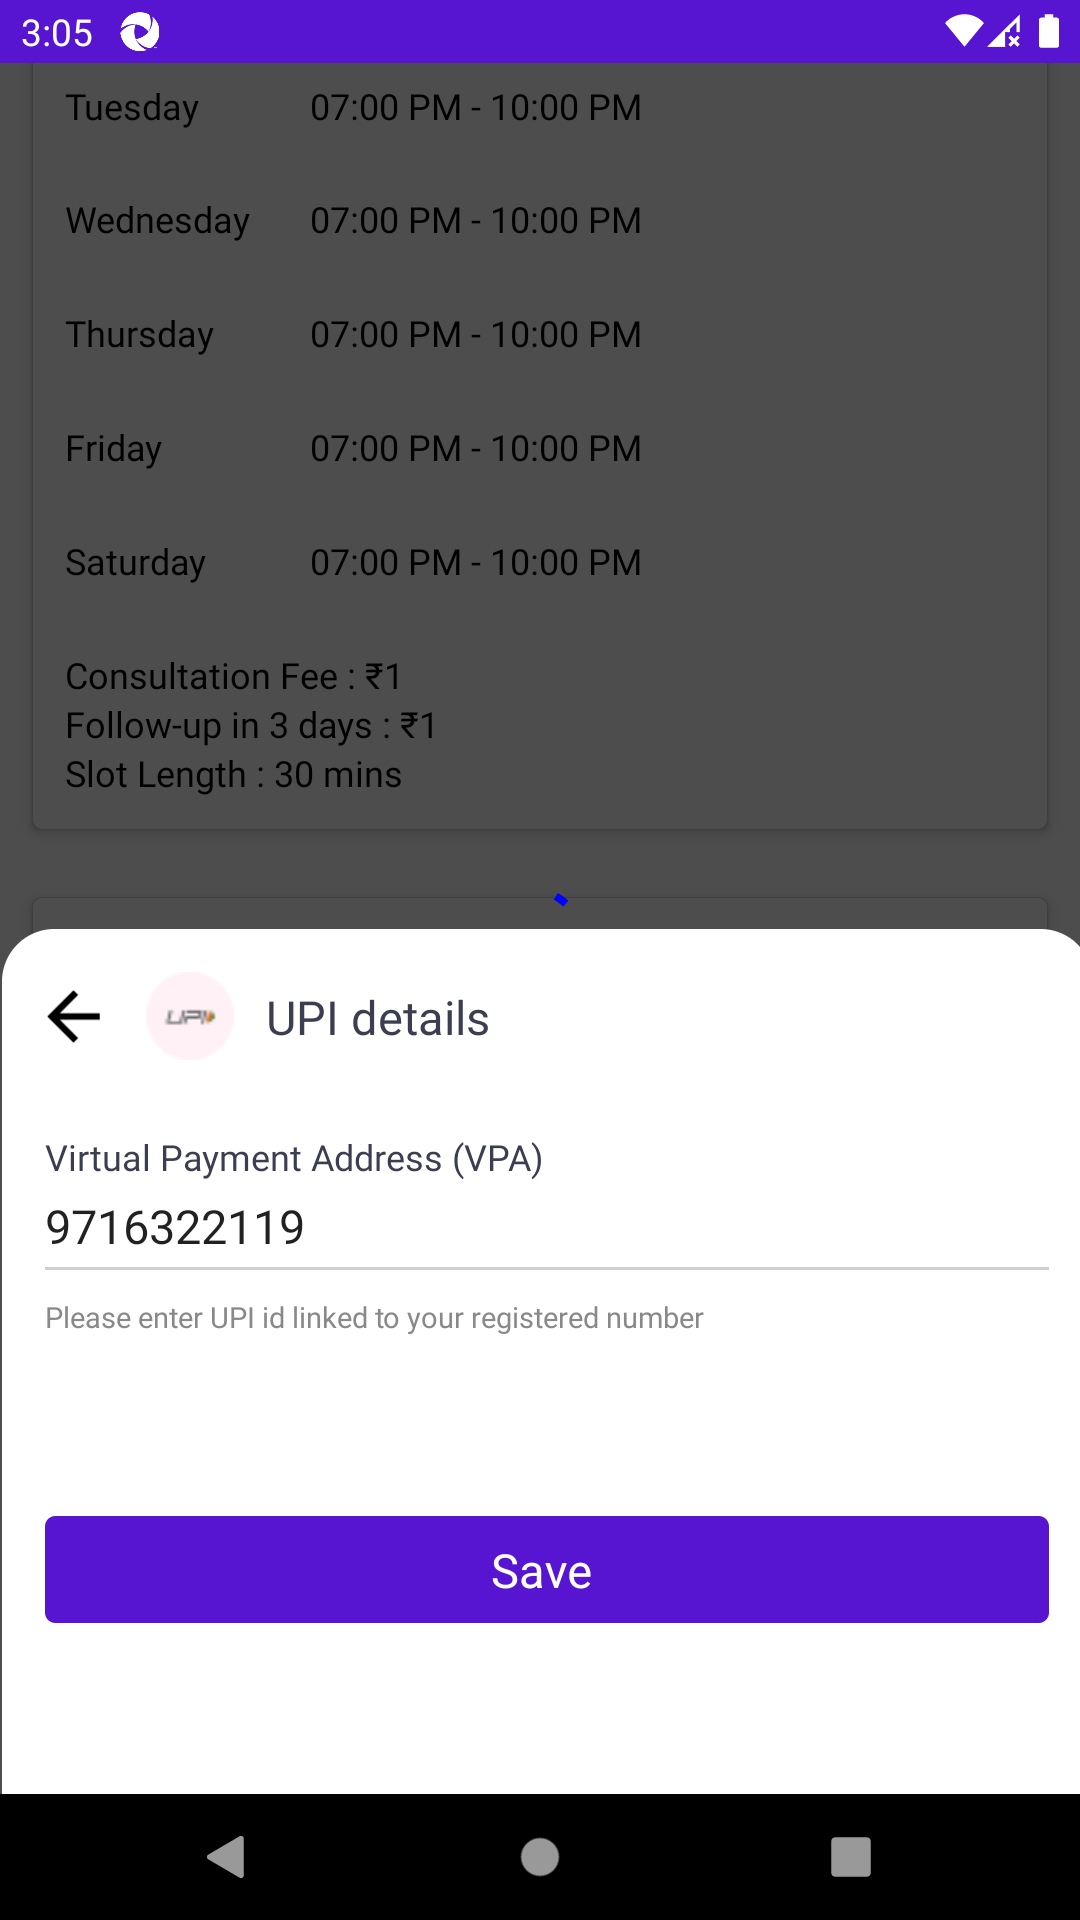 3:05
Tuesday 07:00 PM - 10:00 PM
Wednesday 07:00 PM - 10:00 PM
Thursday 07:00 PM - 10:00 PM
Friday 07:00 PM - 10:00 PM
Saturday 07:00 PM - 10:00 PM
Consultation Fee : ₹1
Follow-up in 3 days : ₹1
Slot Length : 30 mins
UPI UPI details
Virtual Payment Address (VPA)
9716322119
Please enter UPI id linked to your registered number
Save